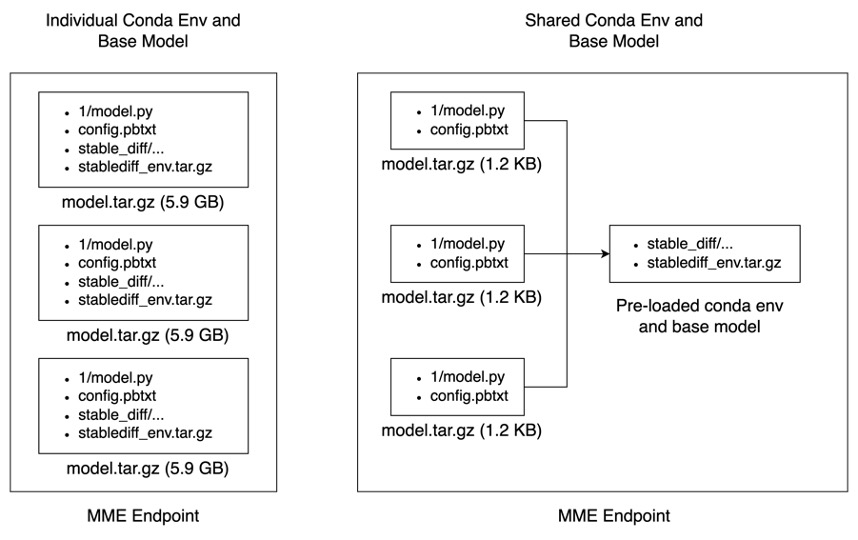 Individual Conda Env and
Base Model
• 1/model.py
• config.pbtxt
• stable_diff/...
• stablediff_env.tar.gz
model.tar.gz (5.9 GB)
• 1/model.py
• config.pbtxt
• stable_diff/...
• stablediff_env.tar.gz
model.tar.gz (5.9 GB)
• 1/model.py
• config.pbtxt
• stable_diff/...
• stablediff_env.tar.gz
model.tar.gz (5.9 GB)
MME Endpoint
Shared Conda Env and
Base Model
• 1/model.py
• config.pbtxt
model.tar.gz (1.2 KB)
• 1/model.py
• config.pbtxt
model.tar.gz (1.2 KB)
• 1/model.py
• config.pbtxt
model.tar.gz (1.2 KB)
• stable_diff/...
• stablediff_env.tar.gz
Pre-loaded conda env
and base model
MME Endpoint